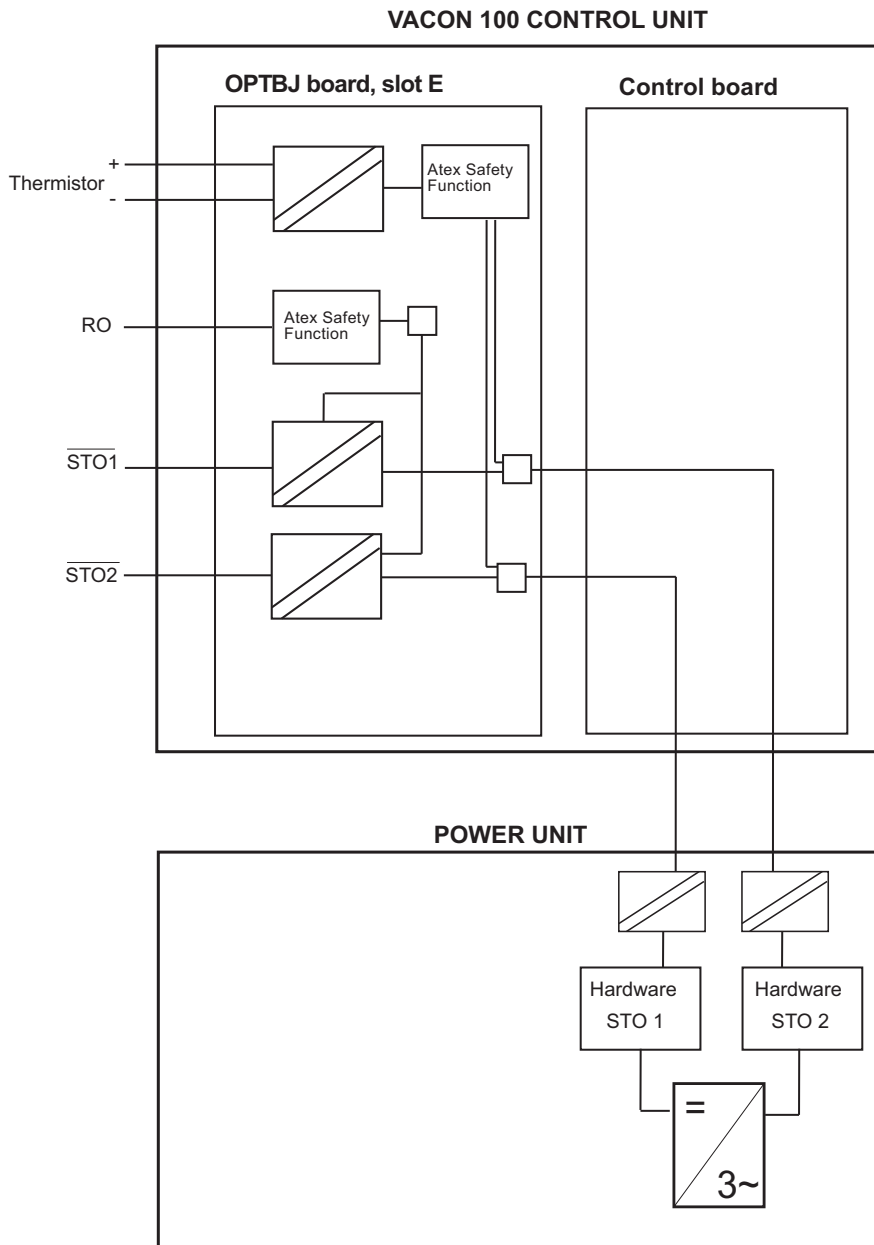 VACON 100 CONTROL UNIT
OPTBJ board, slot E
Control board
+
Thermistor
-
Atex Safety
Function
RO
Atex Safety
Function
STO1
STO2
POWER UNIT
Hardware
STO 1
Hardware
STO 2
=
3~